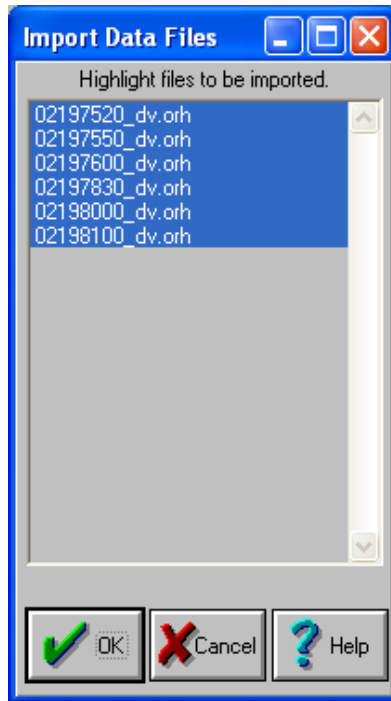 Import Data Files
Highlight files to be imported.
02197520_dv.orh
02197550_dv.orh
02197600_dv.orh
02197830_dv.orh
02198000_dv.orh
02198100_dv.orh
OK Cancel Help